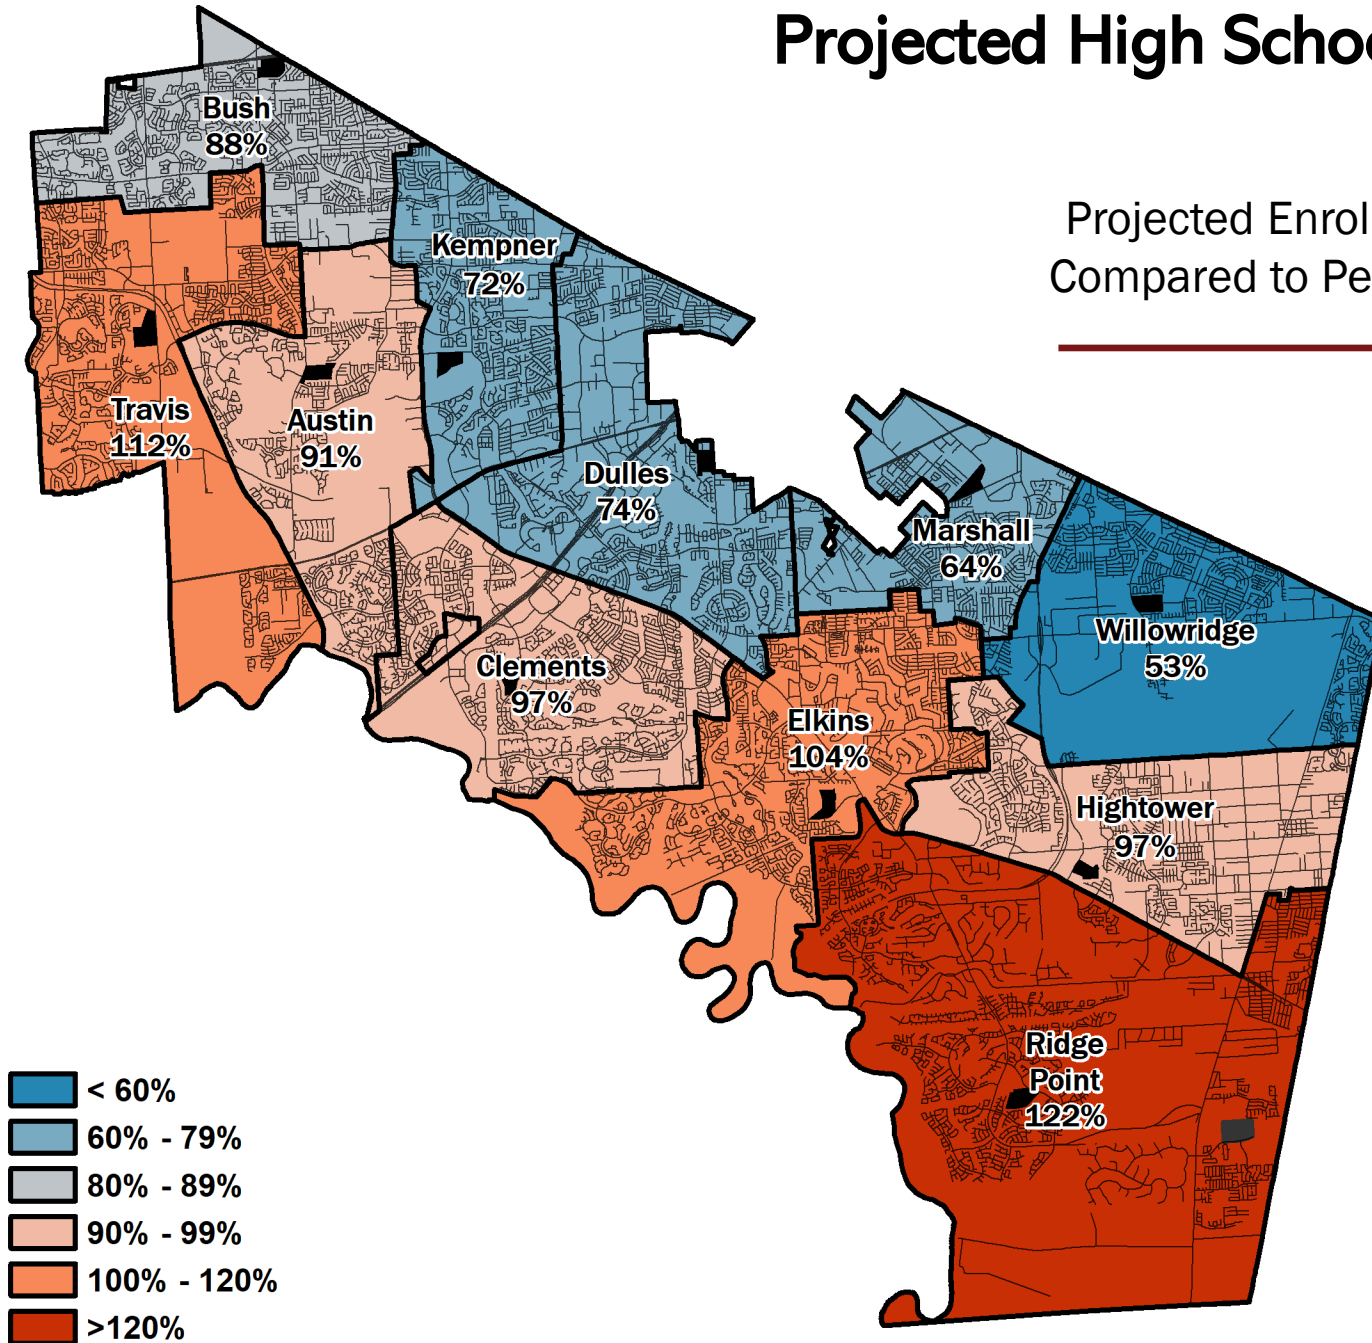 Projected High Schoo
Projected Enrol
Compared to Pe
Bush
88%
Kempner
72%
Travis
112%
Austin
91%
Dulles
74%
Marshall
64%
Willowridge
53%
Clements
97%
Elkins
104%
Hightower
97%
Ridge
Point
122%
< 60%
60% - 79%
80% - 89%
90% - 99%
100% - 120%
>120%